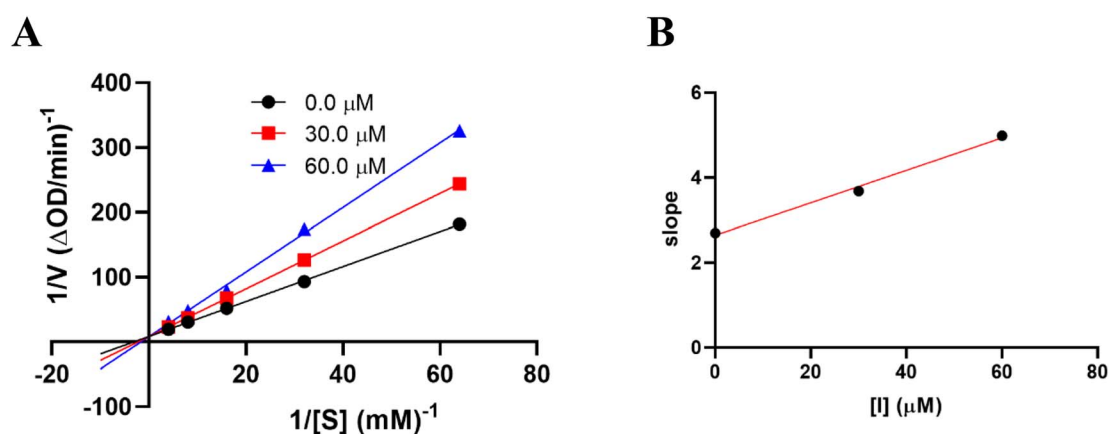 A
400
300
200
100
-20
20
40
60
80
-100
0.0 μM
30.0 μM
60.0 μM
1/V (ΔOD/min)⁻¹
1/[S] (mM)⁻¹
B
6
4
2
0
0
20
40
60
80
slope
[I] (μM)